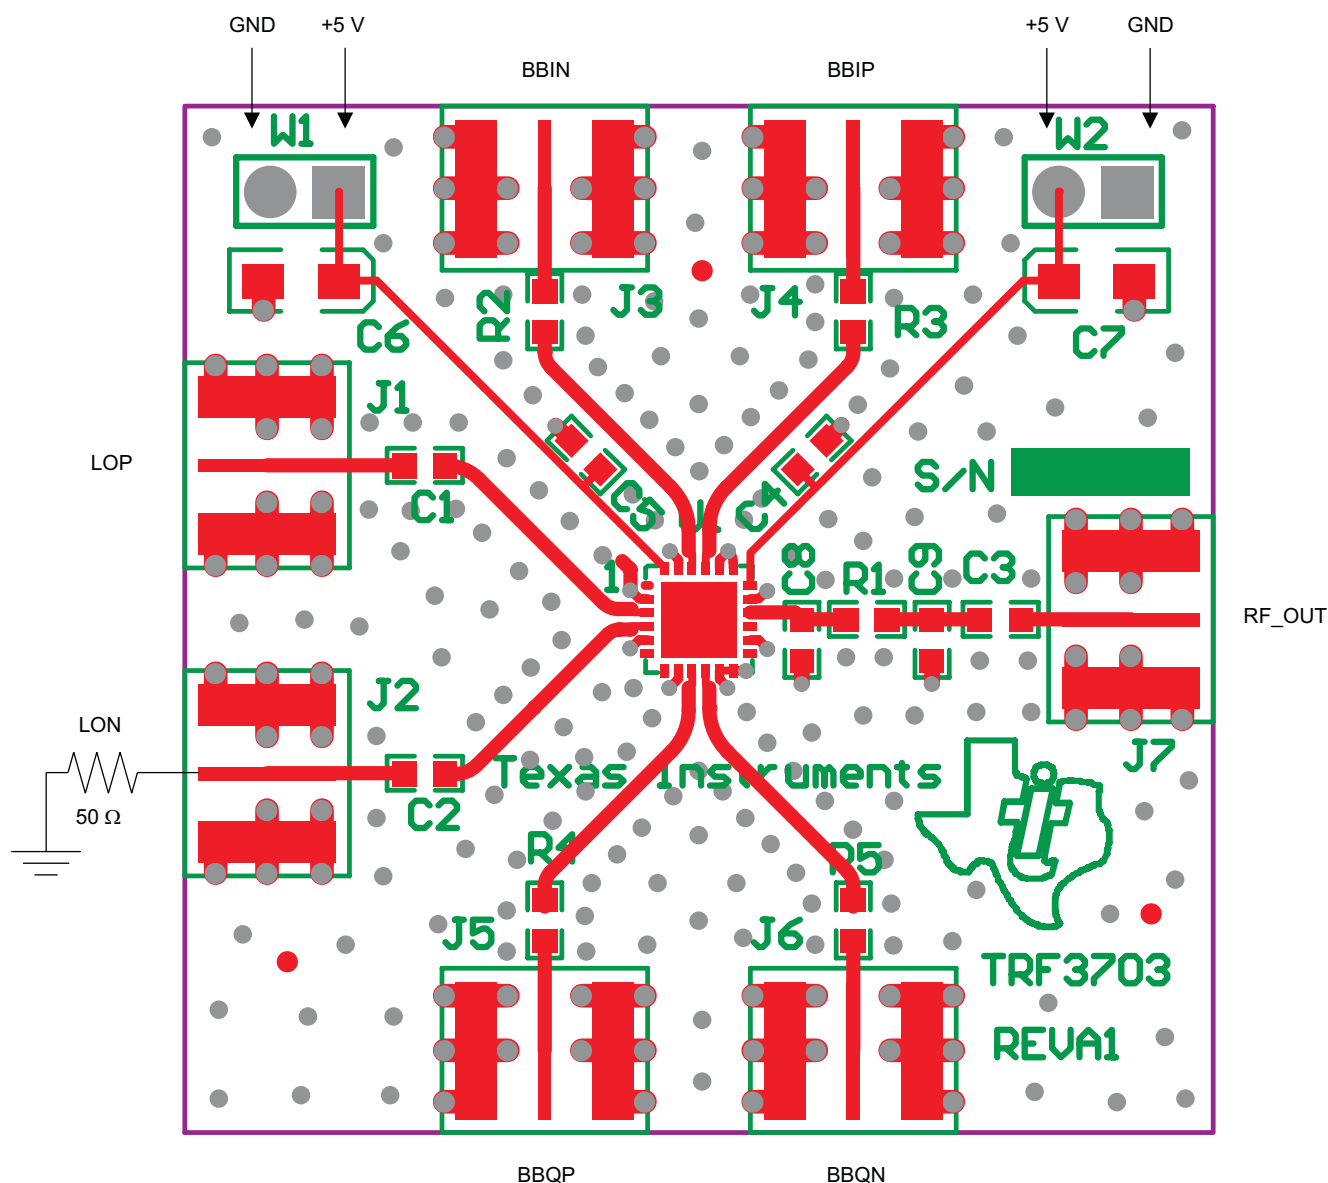 GND +5 V +5 V GND
BBIN BBIP
W1 W2
R2 J3 J4 R3
C6 C7
J1
LOP
S/N
C1 C5 U1 C4
1 C8 R1 C9 C3
RF_OUT
J2
LON
J7
Texas Instruments
50 Ω
C2
R4 R5
J5 J6
TRF3703
REVA1
BBQP BBQN